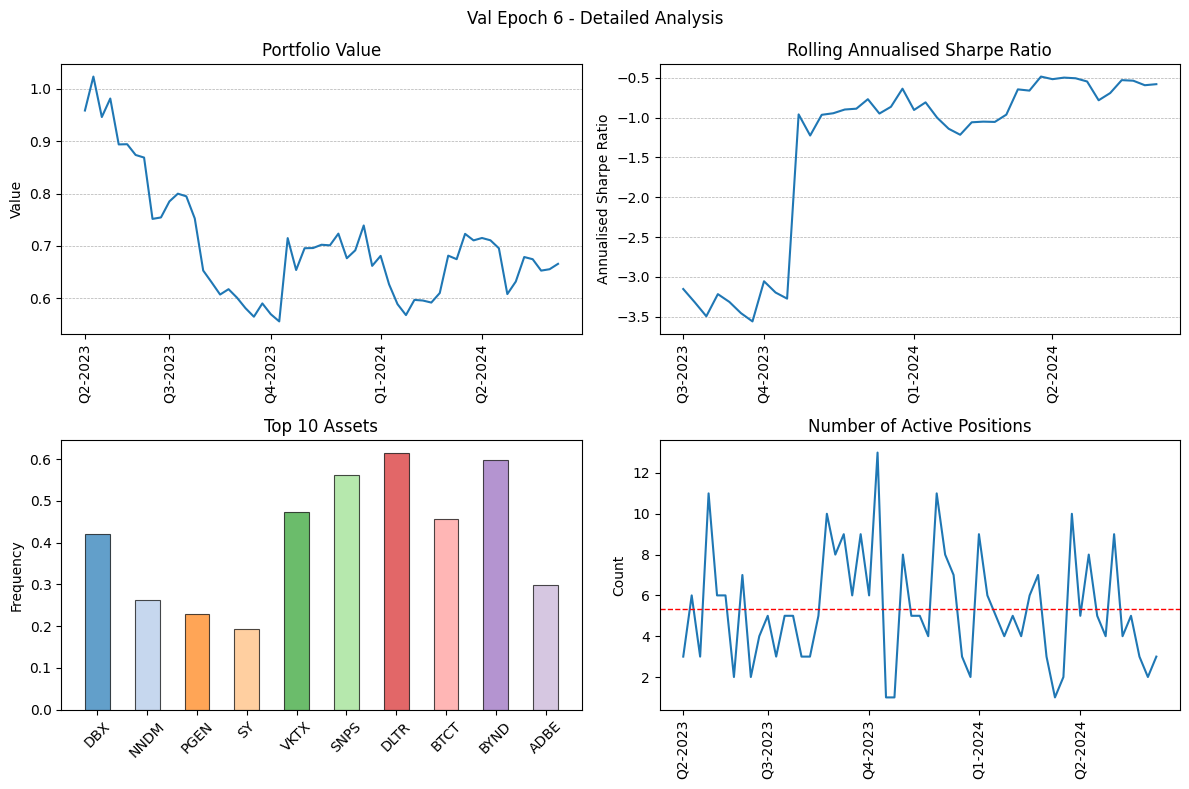 Val Epoch 6 - Detailed Analysis
Portfolio Value
Value
1.0
0.9
0.8
0.7
0.6
Q2-2023
Q3-2023
Q4-2023
Q1-2024
Q2-2024
Rolling Annualised Sharpe Ratio
Annualised Sharpe Ratio
−0.5
−1.0
−1.5
−2.0
−2.5
−3.0
−3.5
Q3-2023
Q4-2023
Q1-2024
Q2-2024
Top 10 Assets
Frequency
0.6
0.5
0.4
0.3
0.2
0.1
0.0
DBX
NNDM
PGEN
SY
VKTX
SNPS
DLTR
BTCT
BYND
ADBE
Number of Active Positions
Count
12
10
8
6
4
2
Q2-2023
Q3-2023
Q4-2023
Q1-2024
Q2-2024